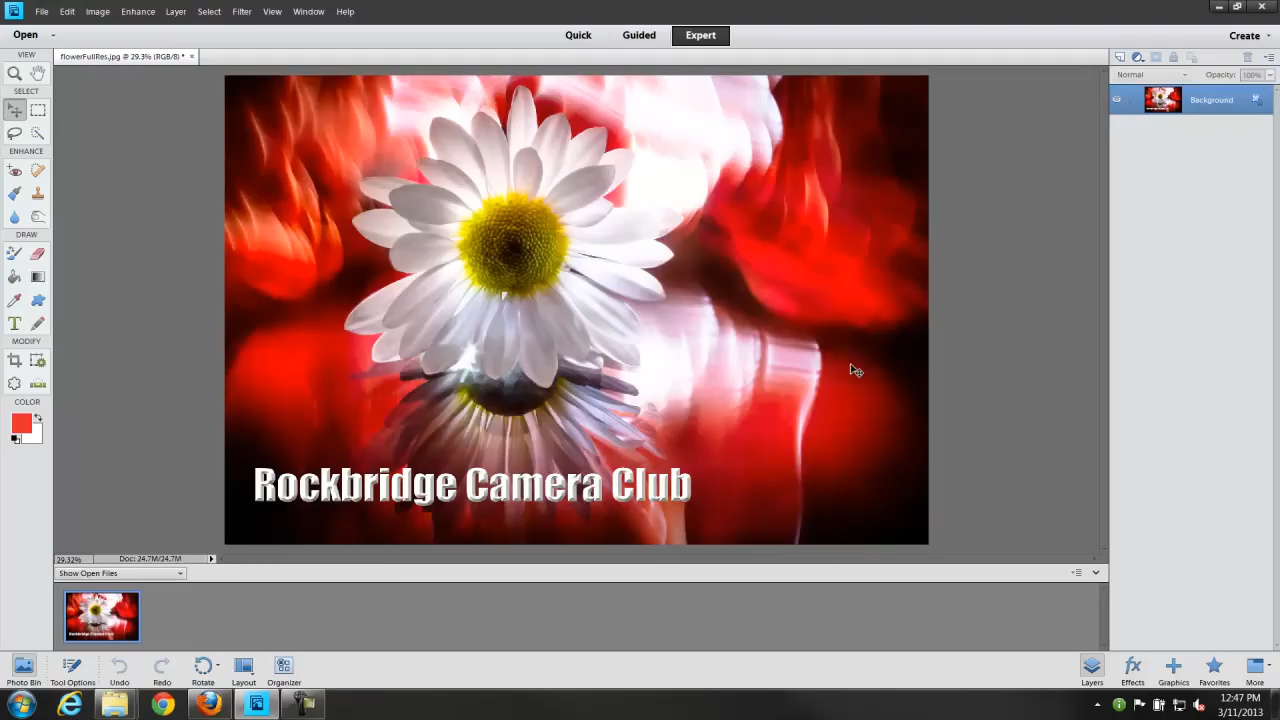 File Edit Image Enhance Layer Select Filter View Window Help
Open Quick Guided Expert Create
flowerFullRes.jpg @ 29.3% (RGB/8) * ×
VIEW
SELECT
ENHANCE
DRAW
MODIFY
COLOR
Normal Opacity: 100%
Background
Rockbridge Camera Club
29.32% Doc: 24.7M/24.7M
Show Open Files
Photo Bin Tool Options Undo Redo Rotate Layout Organizer Layers Effects Graphics Favorites More
12:47 PM
3/11/2013